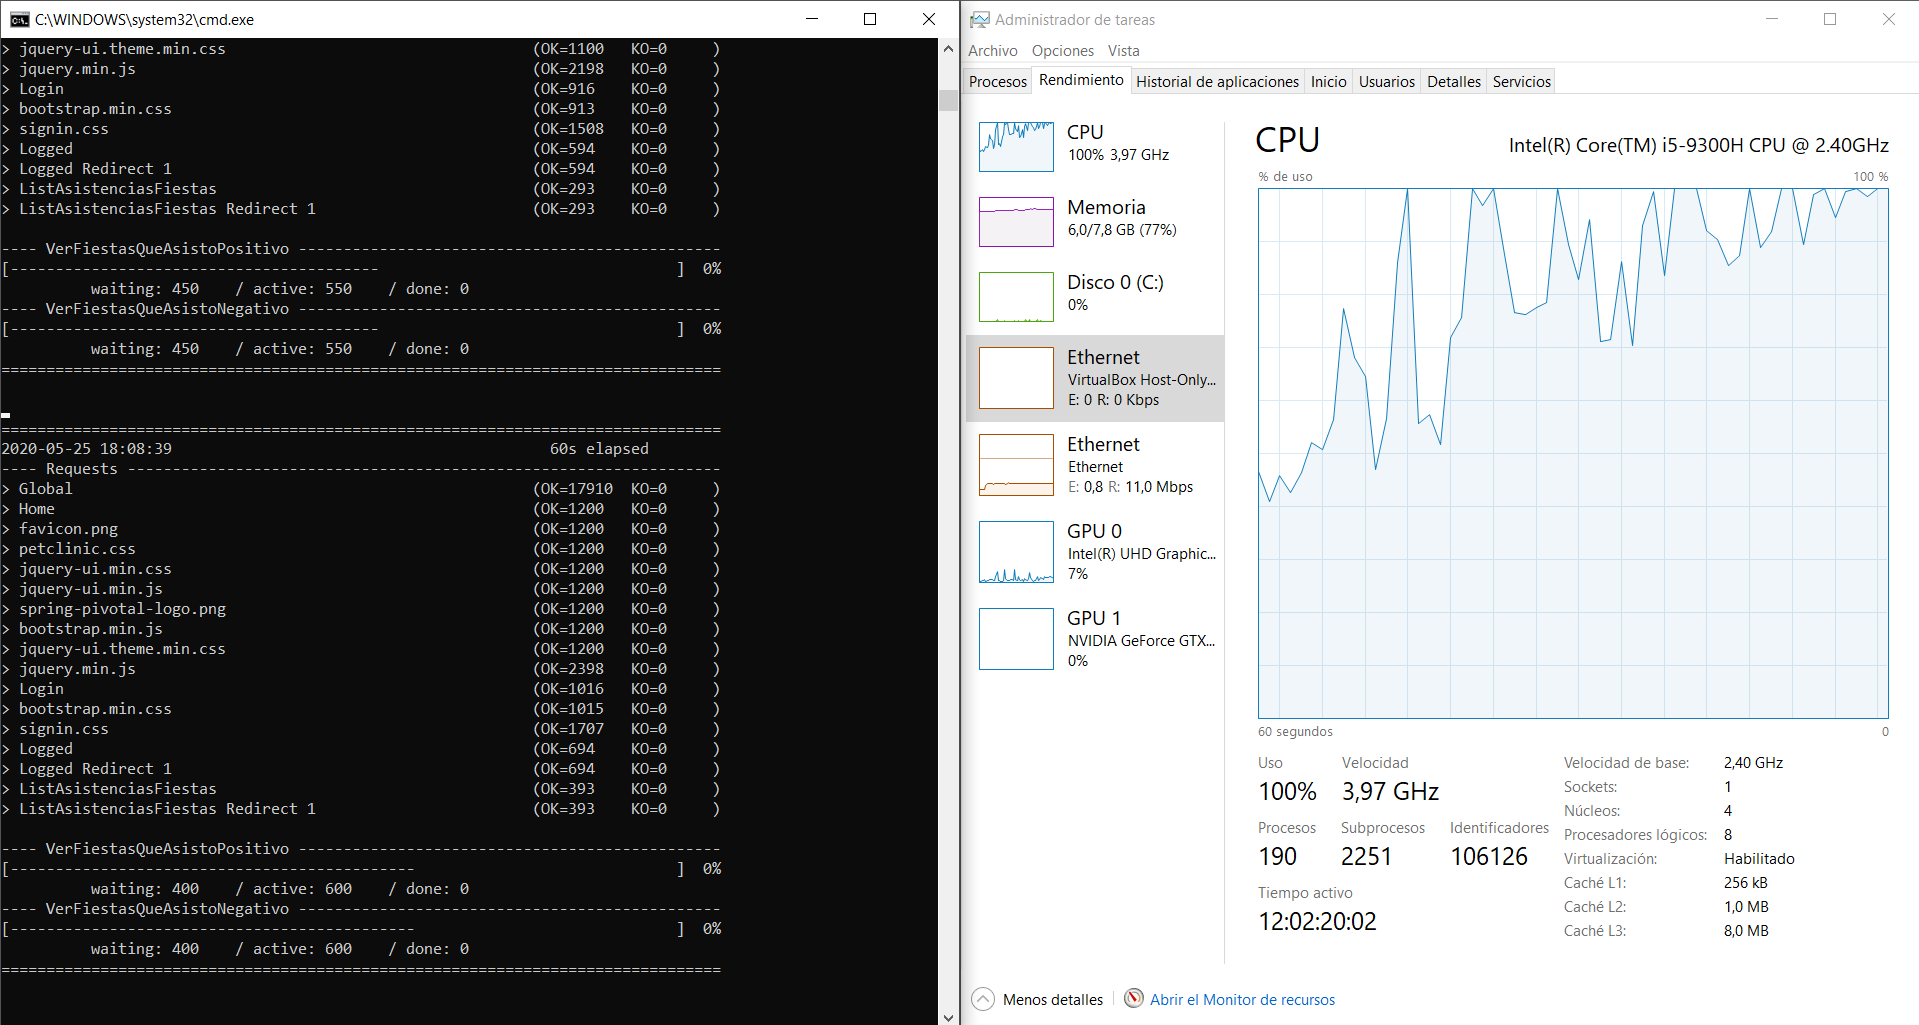 C:\WINDOWS\system32\cmd.exe
> jquery-ui.theme.min.css (OK=1100 KO=0 )
> jquery.min.js (OK=2198 KO=0 )
> Login (OK=916 KO=0 )
> bootstrap.min.css (OK=913 KO=0 )
> signin.css (OK=1508 KO=0 )
> Logged (OK=594 KO=0 )
> Logged Redirect 1 (OK=594 KO=0 )
> ListAsistenciasFiestas (OK=293 KO=0 )
> ListAsistenciasFiestas Redirect 1 (OK=293 KO=0 )
---- VerFiestasQueAsistoPositivo -----------------------------------------------
[----------------------------------------- ] 0%
waiting: 450 / active: 550 / done: 0
---- VerFiestasQueAsistoNegativo -----------------------------------------------
[----------------------------------------- ] 0%
waiting: 450 / active: 550 / done: 0
================================================================================
================================================================================
2020-05-25 18:08:39 60s elapsed
---- Requests ------------------------------------------------------------------
> Global (OK=17910 KO=0 )
> Home (OK=1200 KO=0 )
> favicon.png (OK=1200 KO=0 )
> petclinic.css (OK=1200 KO=0 )
> jquery-ui.min.css (OK=1200 KO=0 )
> jquery-ui.min.js (OK=1200 KO=0 )
> spring-pivotal-logo.png (OK=1200 KO=0 )
> bootstrap.min.js (OK=1200 KO=0 )
> jquery-ui.theme.min.css (OK=1200 KO=0 )
> jquery.min.js (OK=2398 KO=0 )
> Login (OK=1016 KO=0 )
> bootstrap.min.css (OK=1015 KO=0 )
> signin.css (OK=1707 KO=0 )
> Logged (OK=694 KO=0 )
> Logged Redirect 1 (OK=694 KO=0 )
> ListAsistenciasFiestas (OK=393 KO=0 )
> ListAsistenciasFiestas Redirect 1 (OK=393 KO=0 )
---- VerFiestasQueAsistoPositivo -----------------------------------------------
[--------------------------------------------- ] 0%
waiting: 400 / active: 600 / done: 0
---- VerFiestasQueAsistoNegativo -----------------------------------------------
[--------------------------------------------- ] 0%
waiting: 400 / active: 600 / done: 0
================================================================================
Administrador de tareas
Archivo Opciones Vista
Procesos Rendimiento Historial de aplicaciones Inicio Usuarios Detalles Servicios
CPU
100% 3,97 GHz
Memoria
6,0/7,8 GB (77%)
Disco 0 (C:)
0%
Ethernet
VirtualBox Host-Only...
E: 0 R: 0 Kbps
Ethernet
Ethernet
E: 0,8 R: 11,0 Mbps
GPU 0
Intel(R) UHD Graphic...
7%
GPU 1
NVIDIA GeForce GTX...
0%
CPU Intel(R) Core(TM) i5-9300H CPU @ 2.40GHz
% de uso 100 %
60 segundos 0
Uso Velocidad
100% 3,97 GHz
Procesos Subprocesos Identificadores
190 2251 106126
Tiempo activo
12:02:20:02
Velocidad de base: 2,40 GHz
Sockets: 1
Núcleos: 4
Procesadores lógicos: 8
Virtualización: Habilitado
Caché L1: 256 kB
Caché L2: 1,0 MB
Caché L3: 8,0 MB
Menos detalles Abrir el Monitor de recursos